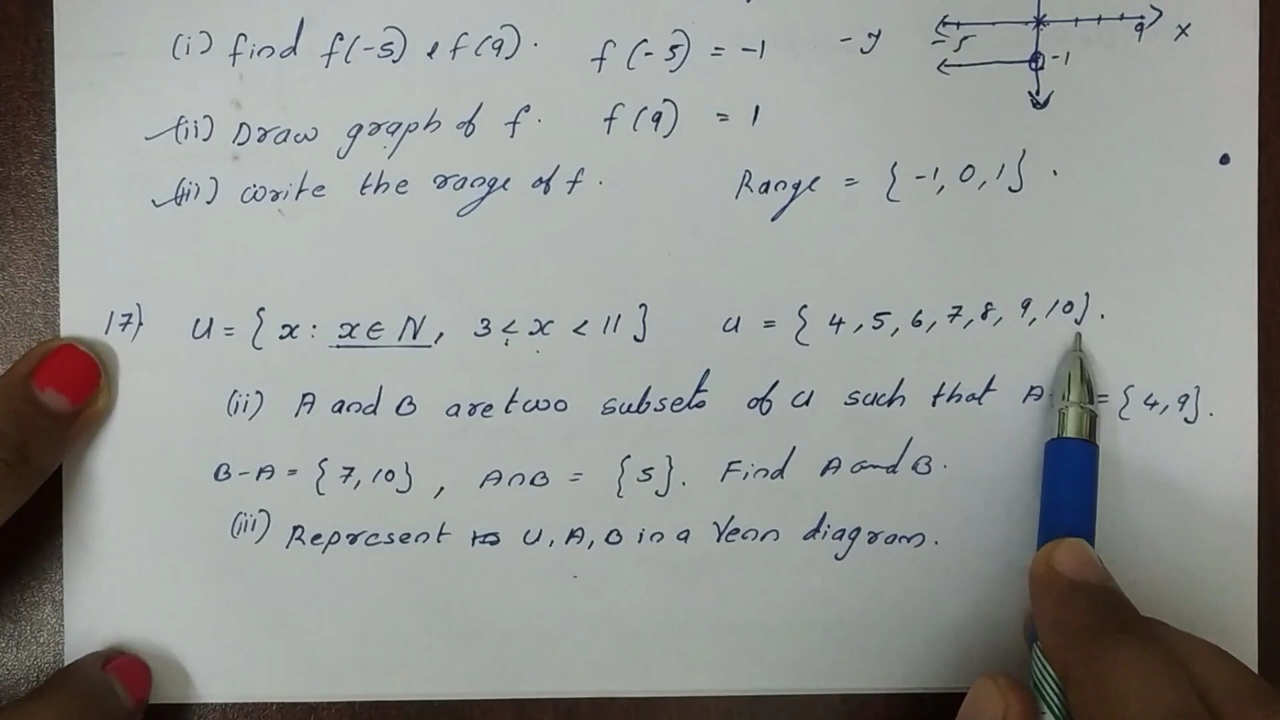 (i) find f(-5) & f(9). f(-5) = -1
-y -5 9 x -1
(ii) Draw graph of f. f(9) = 1
(ii) write the range of f. Range = { -1, 0, 1 } .
17) U = { x : x ∈ N, 3 < x < 11 } U = { 4, 5, 6, 7, 8, 9, 10 }.
(ii) A and B are two subsets of U such that A = { 4, 9 }.
B-A = { 7, 10 } , A∩B = { 5 }. Find A and B.
(iii) Represent U, A, B in a Venn diagram.